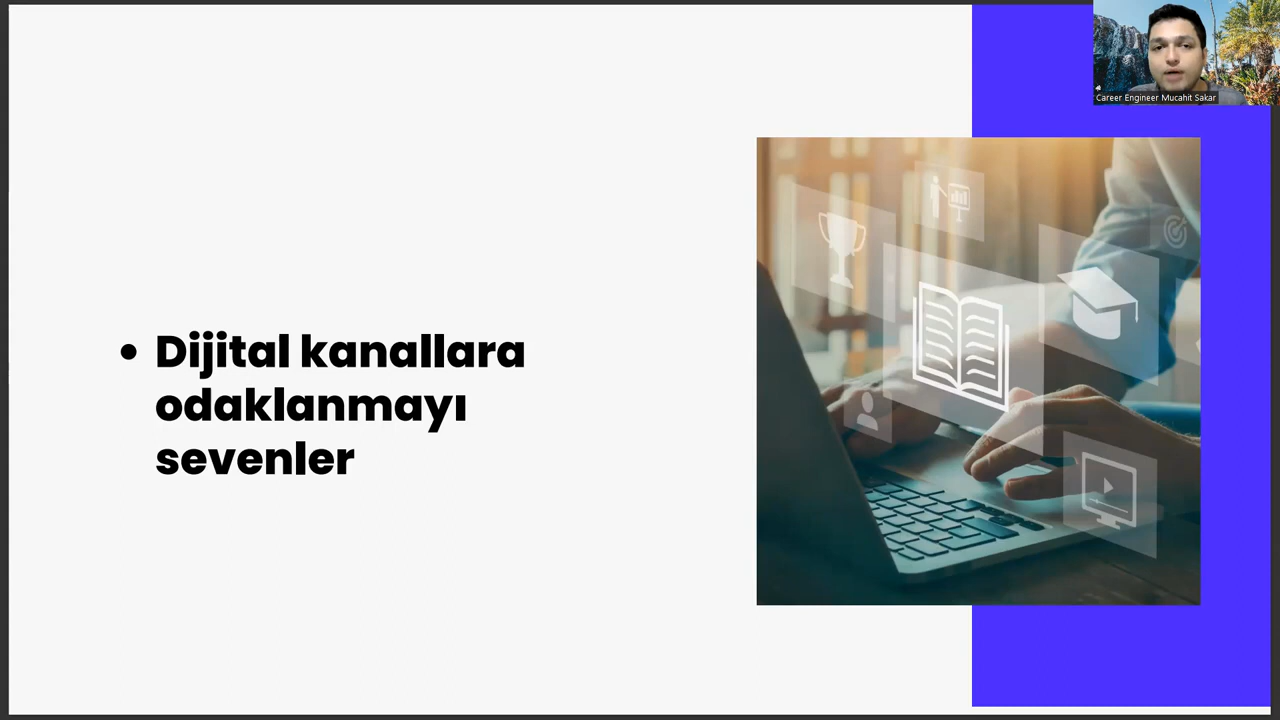 Career Engineer Mucahit Sakar
• Dijital kanallara
odaklanmayı
sevenler